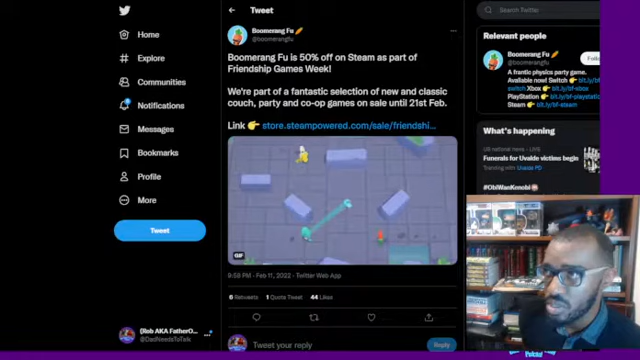 Tweet
Search Twitter
Home
Explore
Communities
Notifications
Messages
Bookmarks
Profile
More
Tweet
(Rob AKA FatherO...
@DadNeedsToTalk
Boomerang Fu
@boomerangfu
Boomerang Fu is 50% off on Steam as part of
Friendship Games Week!
We're part of a fantastic selection of new and classic
couch, party and co-op games on sale until 21st Feb.
Link store.steampowered.com/sale/friendshi...
GIF
9:58 PM · Feb 11, 2022 · Twitter Web App
6 Retweets 1 Quote Tweet 44 Likes
Tweet your reply
Reply
Relevant people
Boomerang Fu
@boomerangfu
A frantic physics party game.
Available now! Switch bit.ly/bf-
switch Xbox bit.ly/bf-xbox
PlayStation bit.ly/bf-playsta
Steam bit.ly/bf-steam
What's happening
US national news · LIVE
Funerals for Uvalde victims begin
Trending with Uvalde PD
#ObiWanKenobi